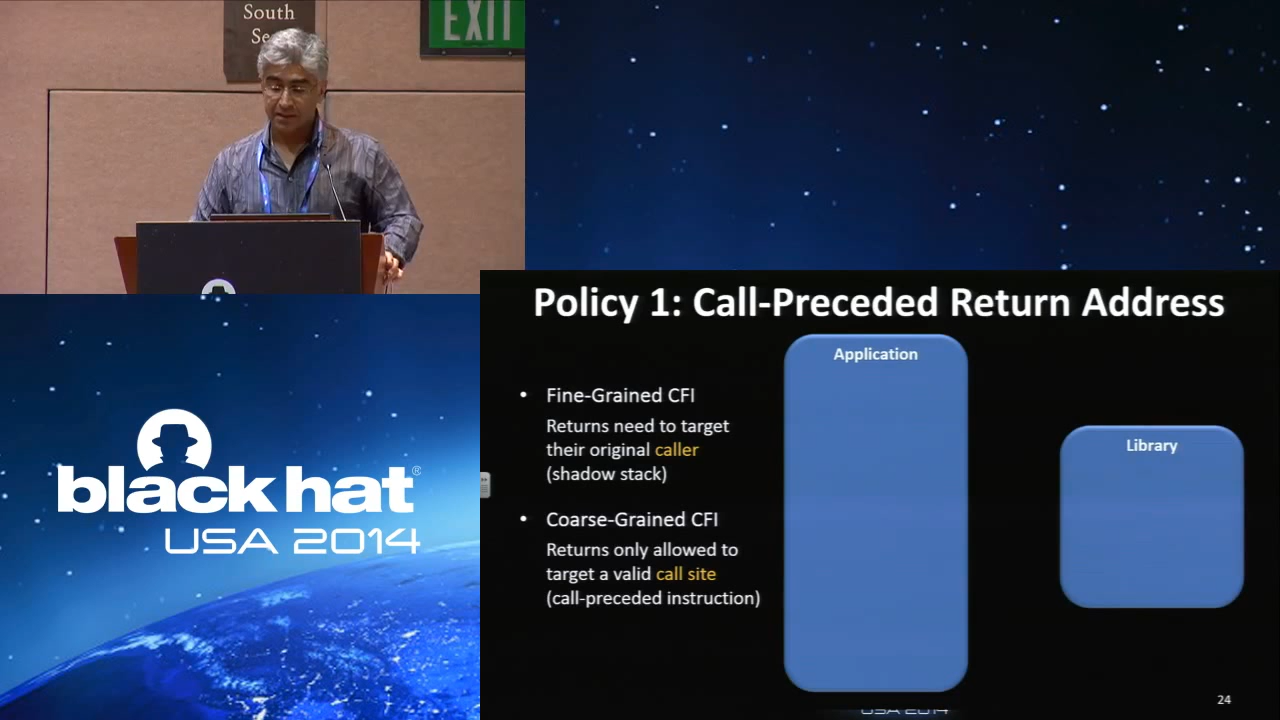 South
Se
EXIT
Policy 1: Call-Preceded Return Address
Application
• Fine-Grained CFI
Returns need to target
their original caller
(shadow stack)
Library
• Coarse-Grained CFI
Returns only allowed to
target a valid call site
(call-preceded instruction)
black hat®
USA 2014
24
USA 2014